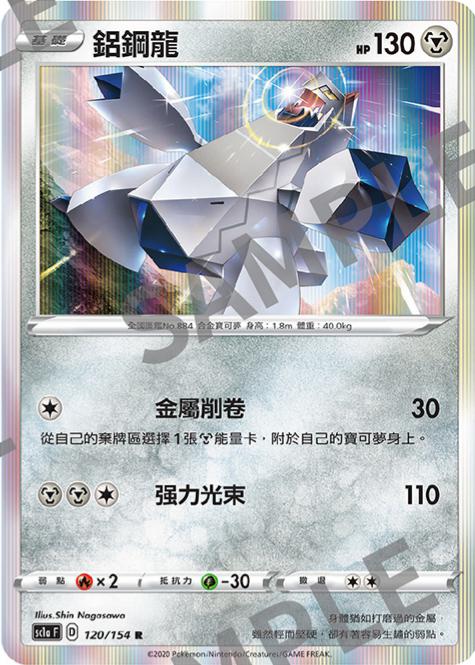 基礎 鋁鋼龍 HP 130
全國圖鑑No.884 合金寶可夢 身高：1.8m 體重：40.0kg
金屬削卷 30
從自己的棄牌區選擇1張能量卡，附於自己的寶可夢身上。
强力光束 110
弱點 ×2 抵抗力 -30 撤退
Illus.Shin Nagasawa
sc1a F D 120/154 R
身體猶如打磨過的金屬，
雖然輕而堅硬，卻有著容易生鏽的弱點。
©2020 Pokémon/Nintendo/Creatures/GAME FREAK.
SAMPLE